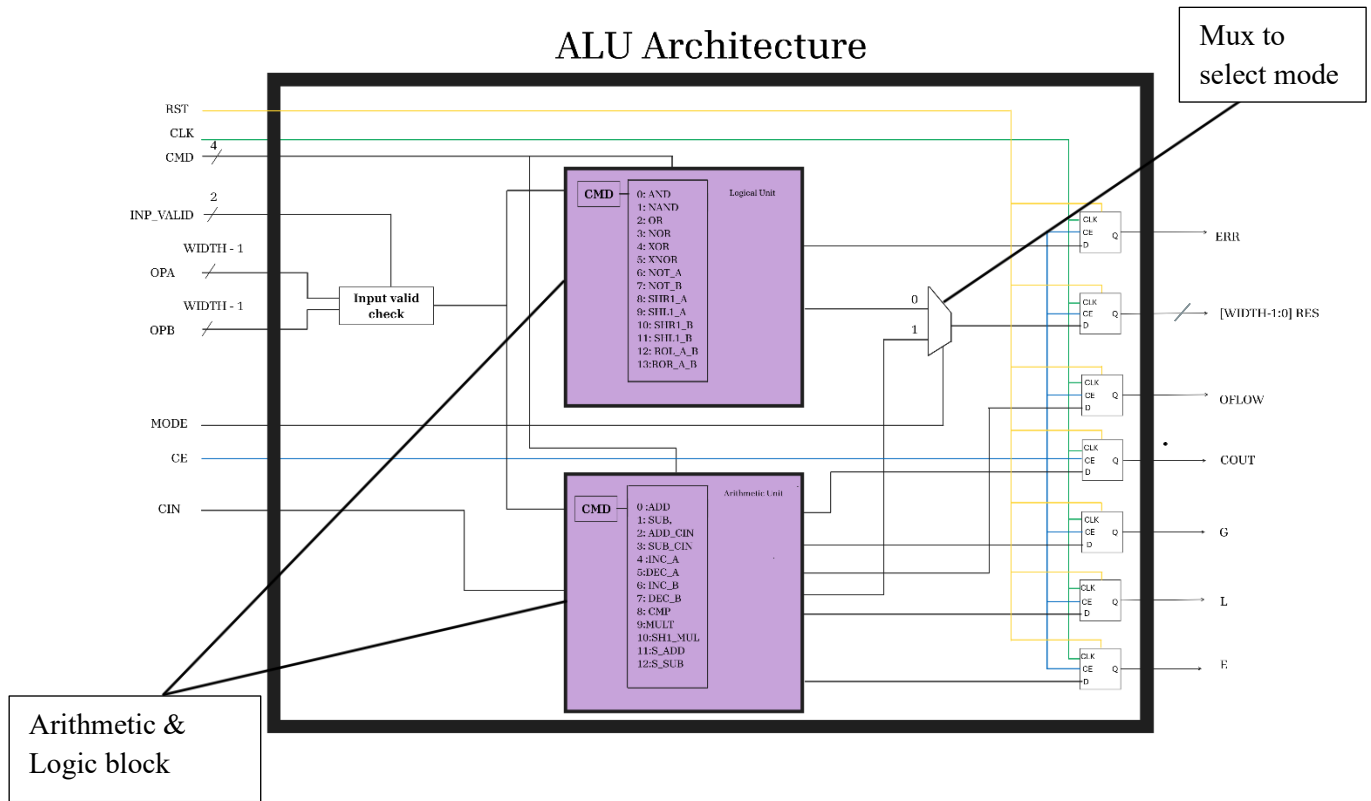 ALU Architecture
Mux to
select mode
RST
CLK
4
CMD
2
INP_VALID
WIDTH - 1
OPA
WIDTH - 1
OPB
MODE
CE
CIN
Input valid
check
CMD
Logical Unit
0: AND
1: NAND
2: OR
3: NOR
4: XOR
5: XNOR
6: NOT_A
7: NOT_B
8: SHR1_A
9: SHL1_A
10: SHR1_B
11: SHL1_B
12: ROL_A_B
13:ROR_A_B
CMD
Arithmetic Unit
0 :ADD
1: SUB,
2: ADD_CIN
3: SUB_CIN
4 :INC_A
5:DEC_A
6: INC_B
7: DEC_B
8: CMP
9:MULT
10:SH1_MUL
11:S_ADD
12:S_SUB
0
1
CLK
CE Q
D
ERR
CLK
CE Q
D
[WIDTH-1:0] RES
CLK
CE Q
D
OFLOW
CLK
CE Q
D
COUT
CLK
CE Q
D
G
CLK
CE Q
D
L
CLK
CE Q
D
E
Arithmetic &
Logic block